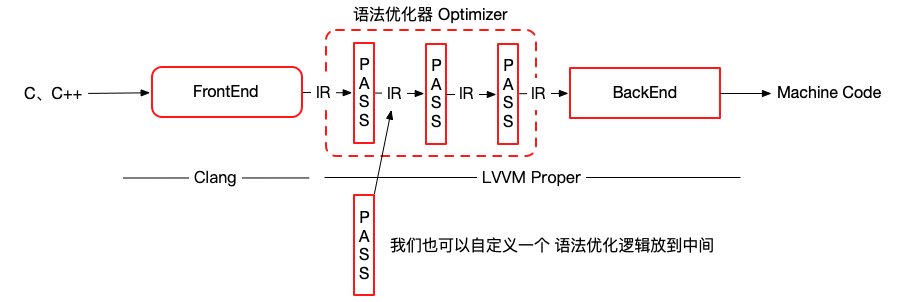 语法优化器 Optimizer
C、C++
FrontEnd
IR
PASS
IR
PASS
IR
PASS
IR
BackEnd
Machine Code
Clang
LVVM Proper
PASS
我们也可以自定义一个 语法优化逻辑放到中间